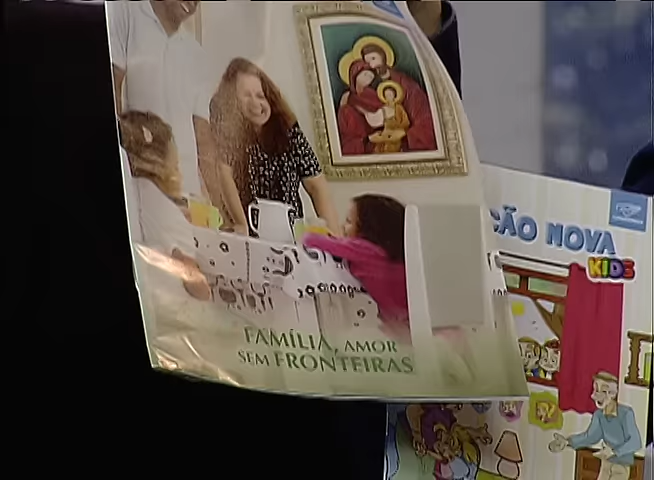 FAMÍLIA, AMOR
SEM FRONTEIRAS
ÇÃO NOVA
KIDS